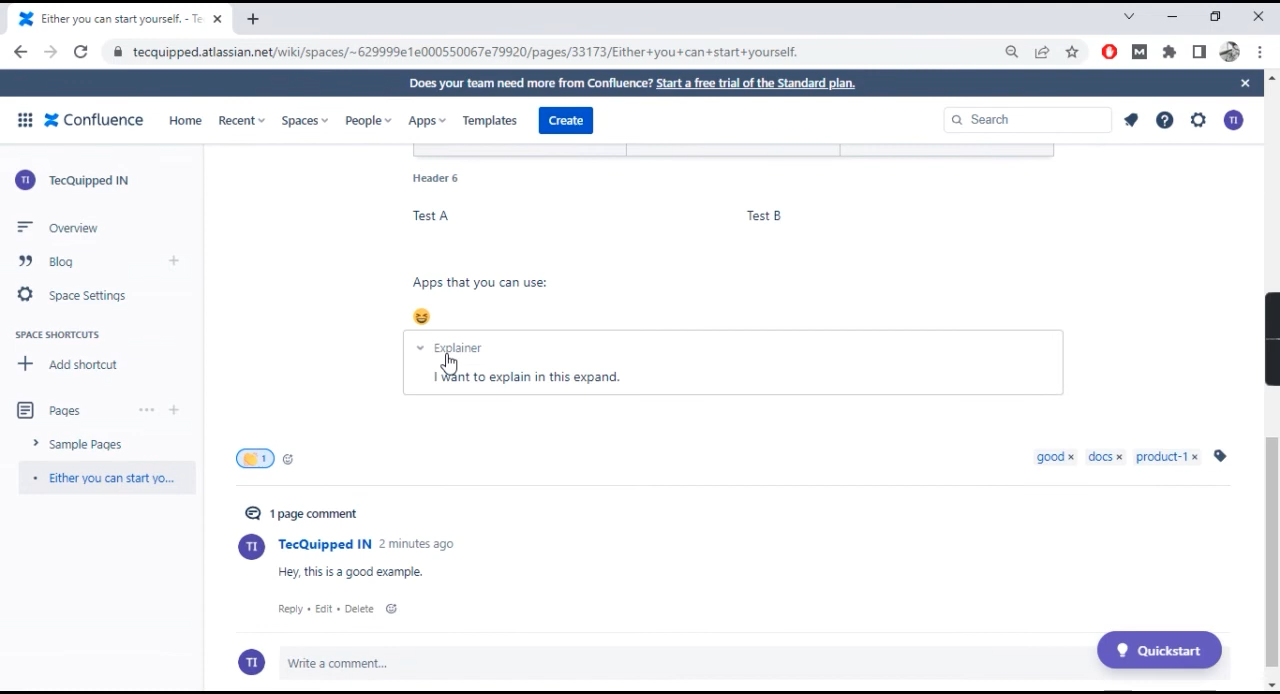 Either you can start yourself. - Te
tecquipped.atlassian.net/wiki/spaces/~629999e1e000550067e79920/pages/33173/Either+you+can+start+yourself.
Does your team need more from Confluence? Start a free trial of the Standard plan.
Confluence Home Recent Spaces People Apps Templates Create Search TI
TI TecQuipped IN
Overview
Blog
Space Settings
SPACE SHORTCUTS
Add shortcut
Pages
Sample Pages
Either you can start yo...
Header 6
Test A Test B
Apps that you can use:
Explainer
I want to explain in this expand.
1 good docs product-1
1 page comment
TI TecQuipped IN 2 minutes ago
Hey, this is a good example.
Reply • Edit • Delete
TI Write a comment...
Quickstart